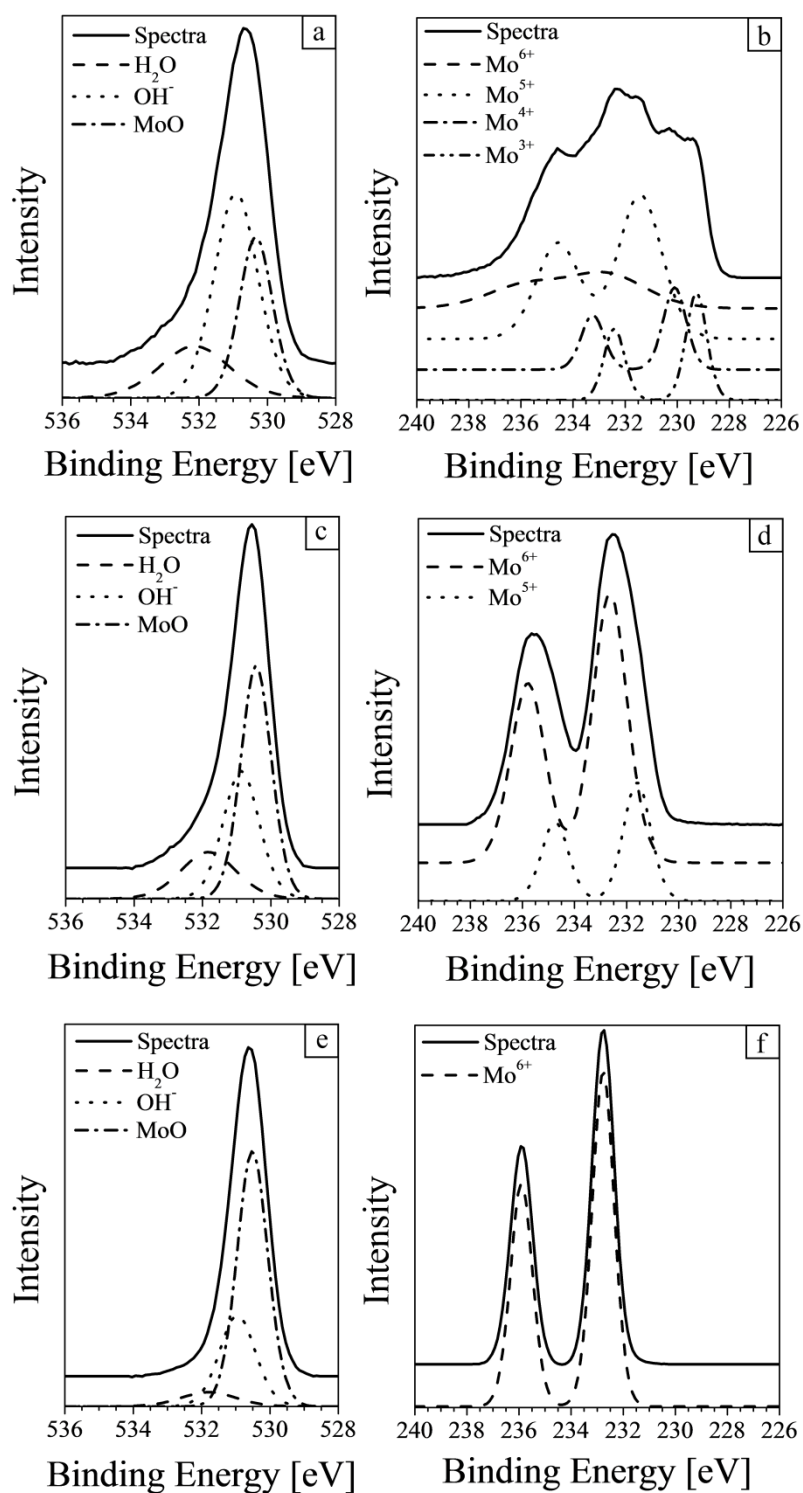 a
Spectra
H₂O
OH⁻
MoO
Intensity
536 534 532 530 528
Binding Energy [eV]
b
Spectra
Mo⁶⁺
Mo⁵⁺
Mo⁴⁺
Mo³⁺
Intensity
240 238 236 234 232 230 228 226
Binding Energy [eV]
c
Spectra
H₂O
OH⁻
MoO
Intensity
536 534 532 530 528
Binding Energy [eV]
d
Spectra
Mo⁶⁺
Mo⁵⁺
Intensity
240 238 236 234 232 230 228 226
Binding Energy [eV]
e
Spectra
H₂O
OH⁻
MoO
Intensity
536 534 532 530 528
Binding Energy [eV]
f
Spectra
Mo⁶⁺
Intensity
240 238 236 234 232 230 228 226
Binding Energy [eV]